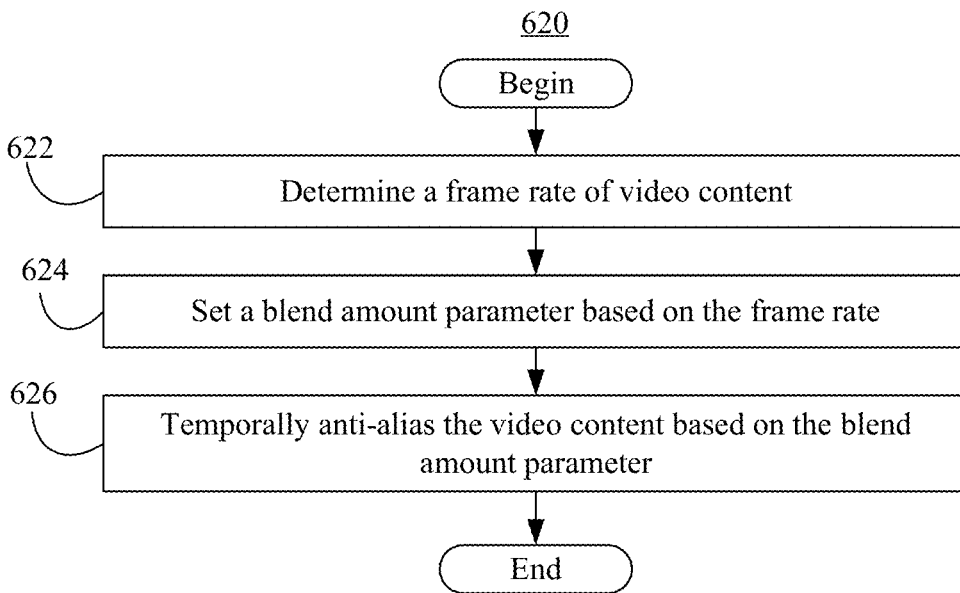 620
Begin
622
Determine a frame rate of video content
624
Set a blend amount parameter based on the frame rate
626
Temporally anti-alias the video content based on the blend
amount parameter
End